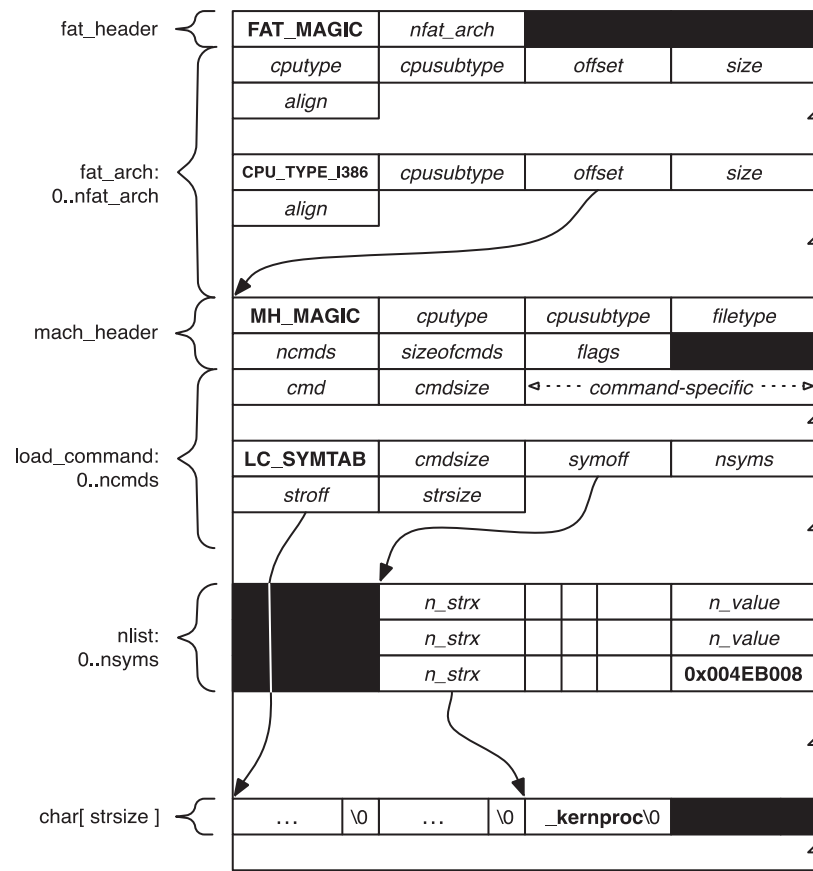 fat_header FAT_MAGIC nfat_arch
cputype cpusubtype offset size
align
fat_arch: CPU_TYPE_I386 cpusubtype offset size
0..nfat_arch align
MH_MAGIC cputype cpusubtype filetype
mach_header
ncmds sizeofcmds flags
cmd cmdsize command-specific
load_command: LC_SYMTAB cmdsize symoff nsyms
0..ncmds stroff strsize
n_strx n_value
nlist: n_strx n_value
0..nsyms n_strx 0x004EB008
char[ strsize ] ... \0 ... \0 _kernproc\0